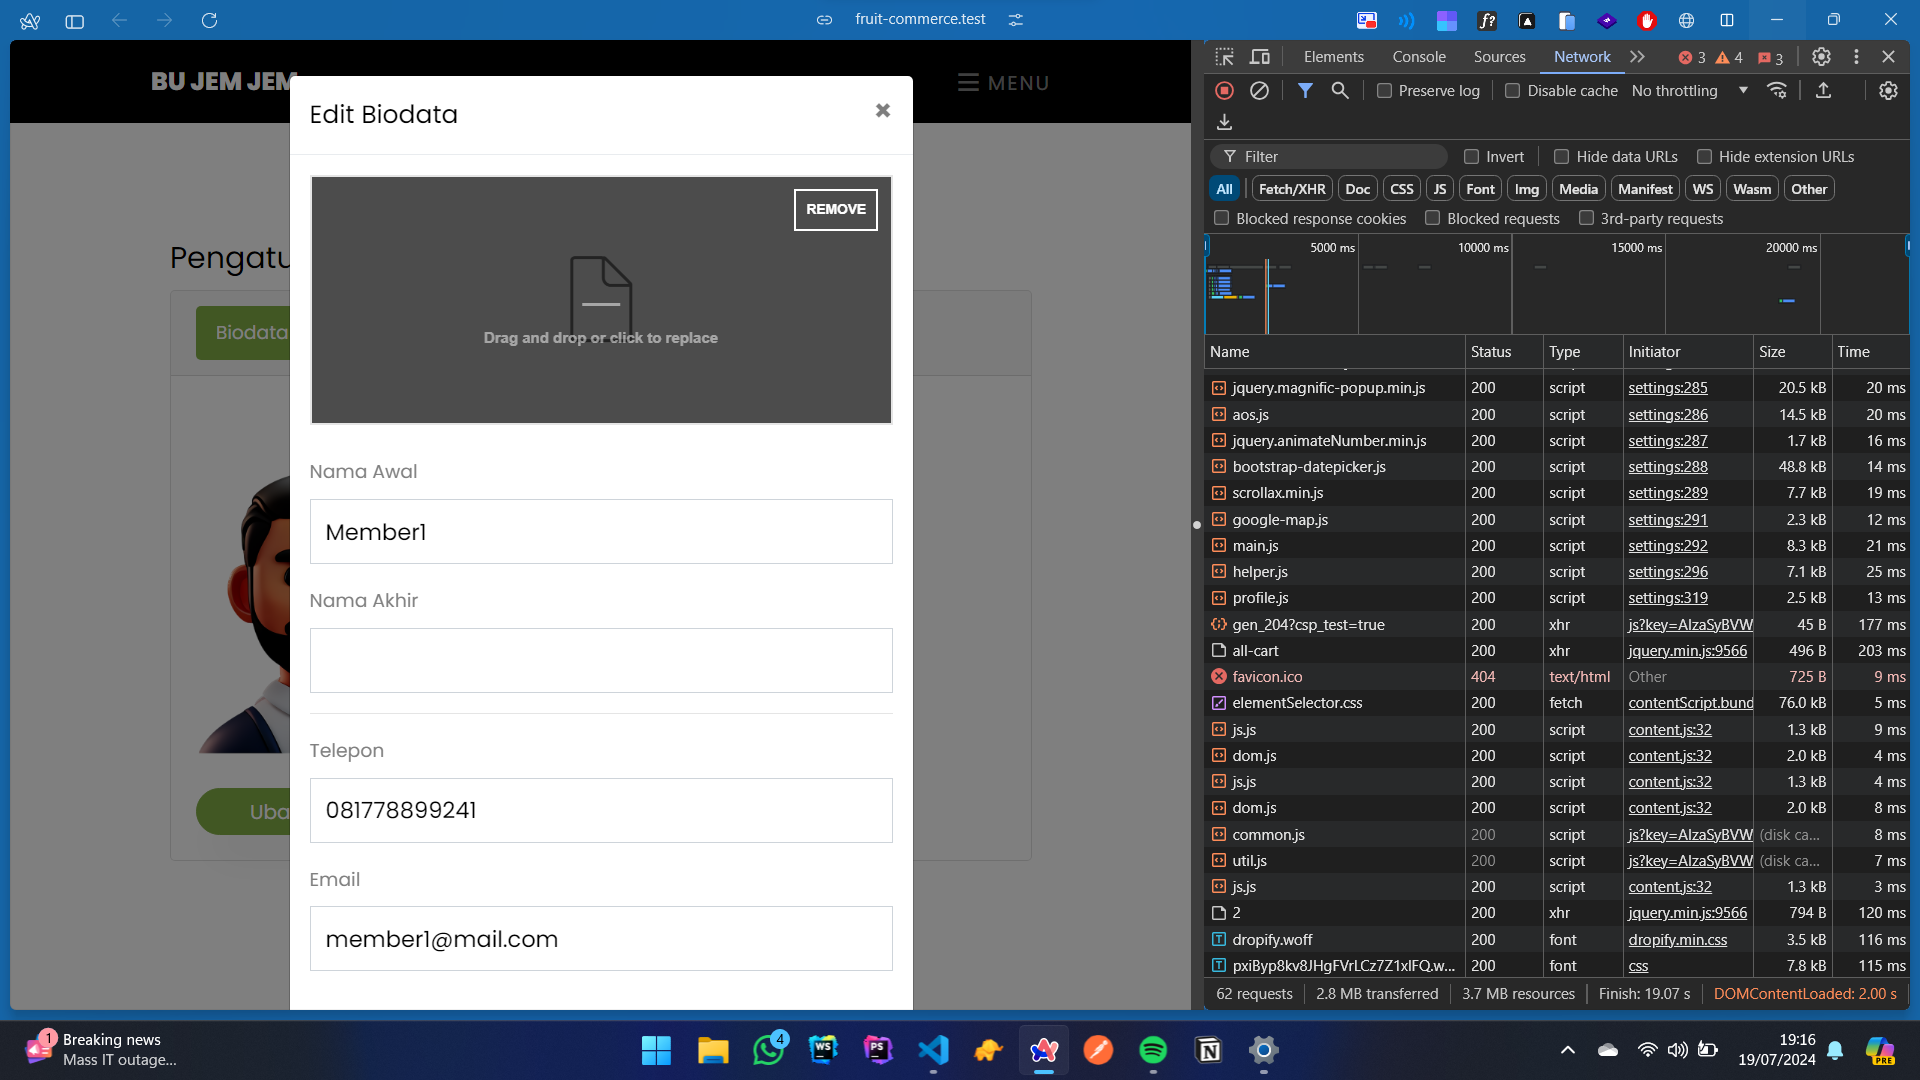 fruit-commerce.test
BU JEM JEM
MENU
Edit Biodata
REMOVE
Drag and drop or click to replace
Pengatu
Biodata
Nama Awal
Member1
Nama Akhir
Telepon
081778899241
Uba
Email
member1@mail.com
Elements Console Sources Network 3 4 3
Preserve log Disable cache No throttling
Filter Invert Hide data URLs Hide extension URLs
All Fetch/XHR Doc CSS JS Font Img Media Manifest WS Wasm Other
Blocked response cookies Blocked requests 3rd-party requests
5000 ms 10000 ms 15000 ms 20000 ms
Name Status Type Initiator Size Time
jquery.magnific-popup.min.js 200 script settings:285 20.5 kB 20 ms
aos.js 200 script settings:286 14.5 kB 20 ms
jquery.animateNumber.min.js 200 script settings:287 1.7 kB 16 ms
bootstrap-datepicker.js 200 script settings:288 48.8 kB 14 ms
scrollax.min.js 200 script settings:289 7.7 kB 19 ms
google-map.js 200 script settings:291 2.3 kB 12 ms
main.js 200 script settings:292 8.3 kB 21 ms
helper.js 200 script settings:296 7.1 kB 25 ms
profile.js 200 script settings:319 2.5 kB 13 ms
gen_204?csp_test=true 200 xhr js?key=AIzaSyBVW 45 B 177 ms
all-cart 200 xhr jquery.min.js:9566 496 B 203 ms
favicon.ico 404 text/html Other 725 B 9 ms
elementSelector.css 200 fetch contentScript.bund 76.0 kB 5 ms
js.js 200 script content.js:32 1.3 kB 9 ms
dom.js 200 script content.js:32 2.0 kB 4 ms
js.js 200 script content.js:32 1.3 kB 4 ms
dom.js 200 script content.js:32 2.0 kB 8 ms
common.js 200 script js?key=AIzaSyBVW (disk ca... 8 ms
util.js 200 script js?key=AIzaSyBVW (disk ca... 7 ms
js.js 200 script content.js:32 1.3 kB 3 ms
2 200 xhr jquery.min.js:9566 794 B 120 ms
dropify.woff 200 font dropify.min.css 3.5 kB 116 ms
pxiByp8kv8JHgFVrLCz7Z1xlFQ.w... 200 font css 7.8 kB 115 ms
62 requests 2.8 MB transferred 3.7 MB resources Finish: 19.07 s DOMContentLoaded: 2.00 s
1 Breaking news
Mass IT outage...
4
WS
PS
19:16
19/07/2024
PRE